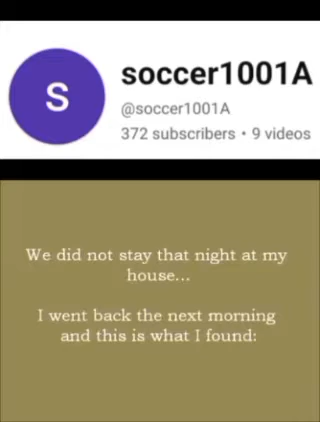 S
soccer1001A
@soccer1001A
372 subscribers • 9 videos
We did not stay that night at my
house...
I went back the next morning
and this is what I found: